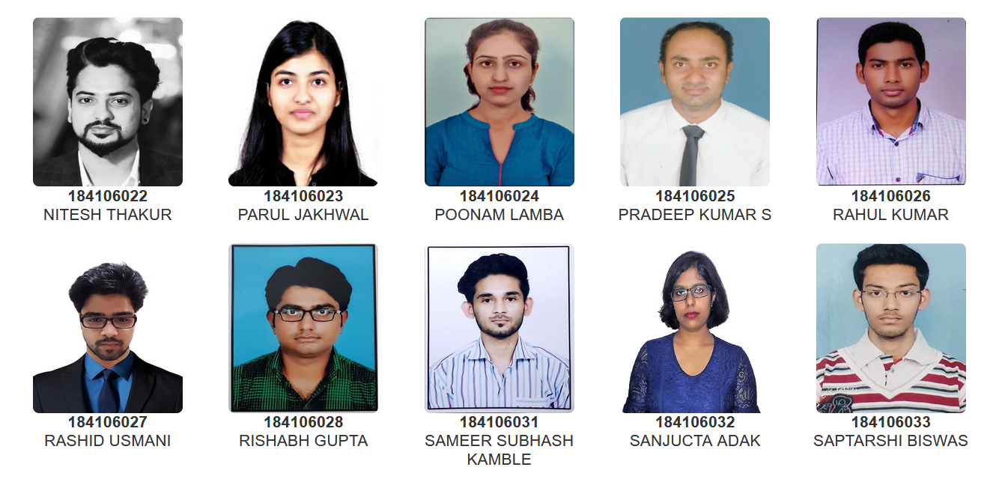 184106022
NITESH THAKUR
184106023
PARUL JAKHWAL
184106024
POONAM LAMBA
184106025
PRADEEP KUMAR S
184106026
RAHUL KUMAR
184106027
RASHID USMANI
184106028
RISHABH GUPTA
184106031
SAMEER SUBHASH
KAMBLE
184106032
SANJUCTA ADAK
184106033
SAPTARSHI BISWAS